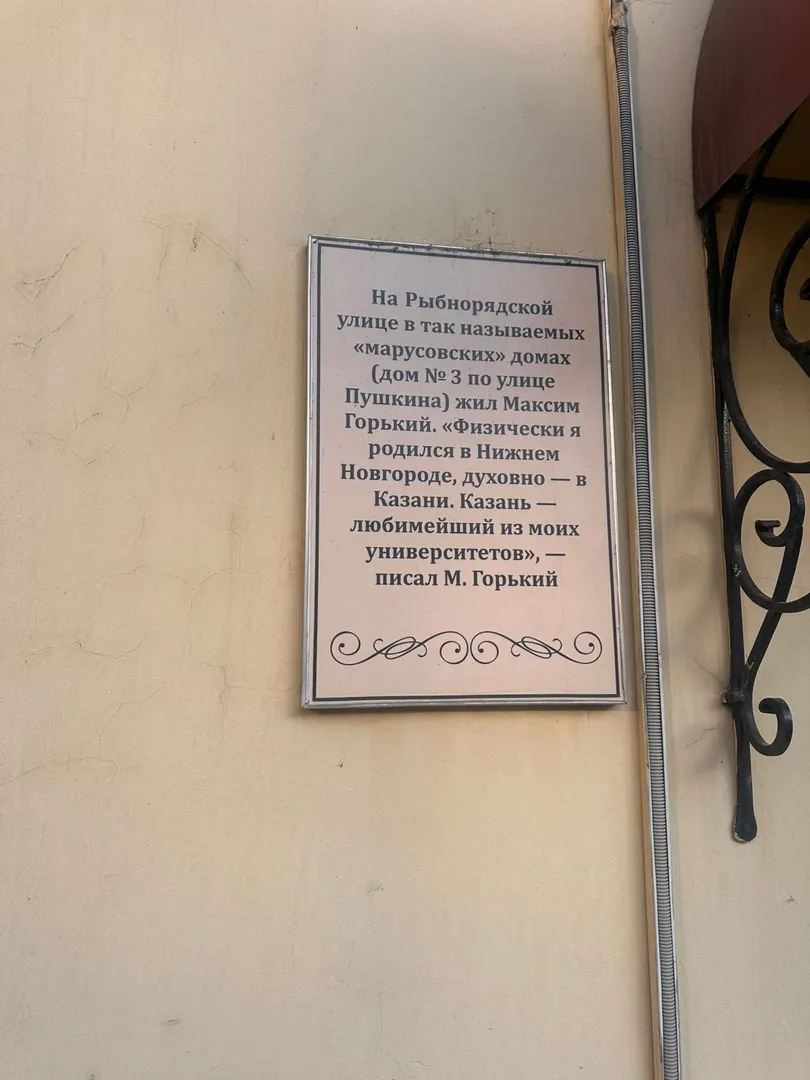 На Рыбнорядской
улице в так называемых
«марусовских» домах
(дом № 3 по улице
Пушкина) жил Максим
Горький. «Физически я
родился в Нижнем
Новгороде, духовно — в
Казани. Казань —
любимейший из моих
университетов», —
писал М. Горький